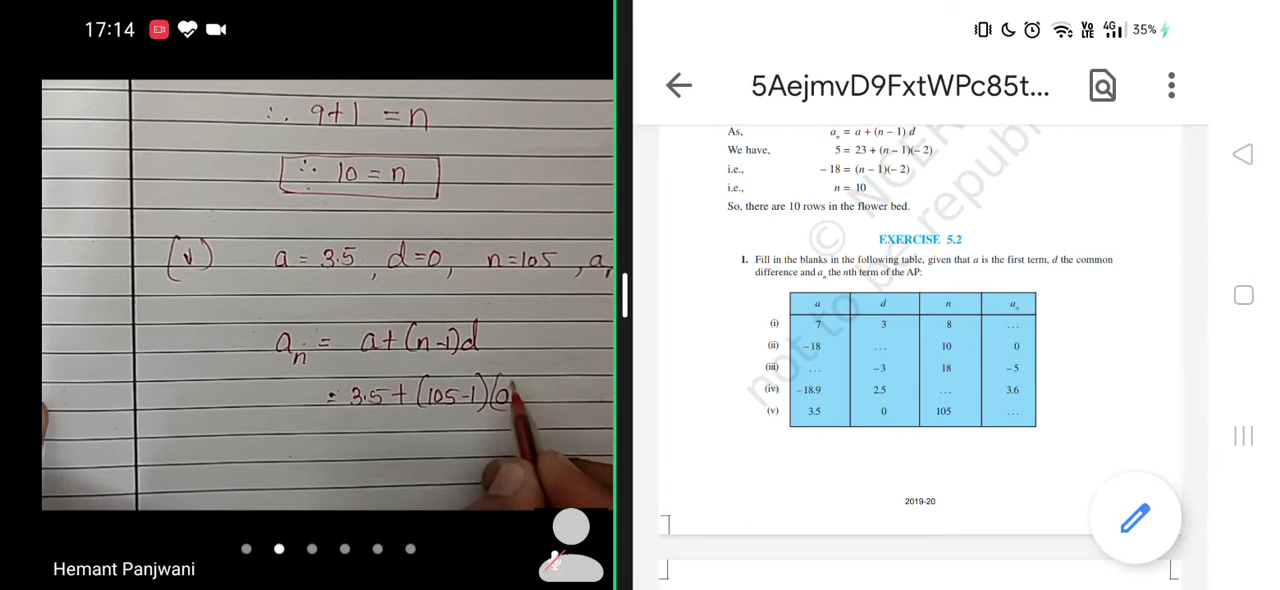 17:14
∴ 9+1 = n
∴ 10 = n
(v) a = 3.5 , d=0, n=105 , a
an = a+(n-1)d
= 3.5+(105-1)(0
Hemant Panjwani
Vo LTE 4G 35%
5AejmvD9FxtWPc85t...
As, aₙ = a + (n – 1) d
We have, 5 = 23 + (n – 1)(– 2)
i.e., – 18 = (n – 1)(– 2)
i.e., n = 10
So, there are 10 rows in the flower bed.
EXERCISE 5.2
1. Fill in the blanks in the following table, given that a is the first term, d the common
difference and aₙ the nth term of the AP:
a d n aₙ
(i) 7 3 8 ...
(ii) – 18 ... 10 0
(iii) ... – 3 18 – 5
(iv) – 18.9 2.5 ... 3.6
(v) 3.5 0 105 ...
2019-20
© NCER
not to be republi